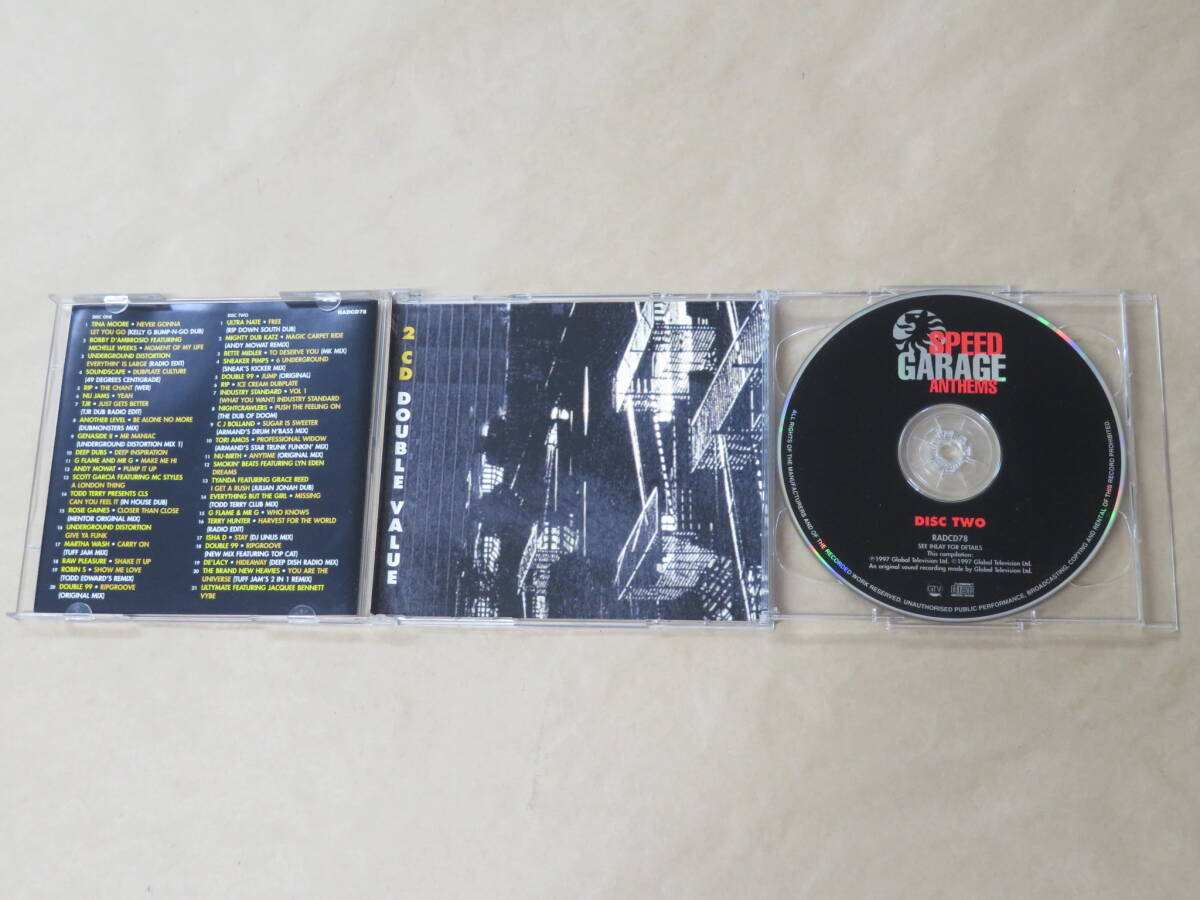 RADCD78
DISC ONE
1 TINA MOORE • NEVER GONNA
LET YOU GO (KELLY G BUMP-N-GO DUB)
2 BOBBY D'AMBROSIO FEATURING
MICHELLE WEEKS • MOMENT OF MY LIFE
3 UNDERGROUND DISTORTION
EVERYTHIN' IS LARGE (RADIO EDIT)
4 SOUNDSCAPE • DUBPLATE CULTURE
(49 DEGREES CENTIGRADE)
5 RIP • THE CHANT (WER)
6 NU JAMS • YEAH
7 TJR • JUST GETS BETTER
(TJR DUB RADIO EDIT)
8 ANOTHER LEVEL • BE ALONE NO MORE
(DUBMONSTERS MIX)
9 GENASIDE II • MR MANIAC
(UNDERGROUND DISTORTION MIX 1)
10 DEEP DUBS • DEEP INSPIRATION
11 G FLAME AND MR G • MAKE ME HI
12 ANDY MOWAT • PUMP IT UP
13 SCOTT GARCIA FEATURING MC STYLES
A LONDON THING
14 TODD TERRY PRESENTS CLS
CAN YOU FEEL IT (IN HOUSE DUB)
15 ROSIE GAINES • CLOSER THAN CLOSE
(MENTOR ORIGINAL MIX)
16 UNDERGROUND DISTORTION
GIVE YA FUNK
17 MARTHA WASH • CARRY ON
(TUFF JAM MIX)
18 RAW PLEASURE • SHAKE IT UP
19 ROBIN S • SHOW ME LOVE
(TODD EDWARD'S REMIX)
20 DOUBLE 99 • RIPGROOVE
(ORIGINAL MIX)
DISC TWO
1 ULTRA NATE • FREE
(RIP DOWN SOUTH DUB)
2 MIGHTY DUB KATZ • MAGIC CARPET RIDE
(ANDY MOWAT REMIX)
3 BETTE MIDLER • TO DESERVE YOU (MK MIX)
4 SNEAKER PIMPS • 6 UNDERGROUND
(SNEAK'S KICKER MIX)
5 DOUBLE 99 • JUMP (ORIGINAL)
6 RIP • ICE CREAM DUBPLATE
7 INDUSTRY STANDARD • VOL 1
(WHAT YOU WANT) INDUSTRY STANDARD
8 NIGHTCRAWLERS • PUSH THE FEELING ON
(THE DUB OF DOOM)
9 C J BOLLAND • SUGAR IS SWEETER
(ARMAND'S DRUM N'BASS MIX)
10 TORI AMOS • PROFESSIONAL WIDOW
(ARMAND'S STAR TRUNK FUNKIN' MIX)
11 NU-BIRTH • ANYTIME (ORIGINAL MIX)
12 SMOKIN' BEATS FEATURING LYN EDEN
DREAMS
13 TYANDA FEATURING GRACE REED
I GET A RUSH (JULIAN JONAH DUB)
14 EVERYTHING BUT THE GIRL • MISSING
(TODD TERRY CLUB MIX)
15 G FLAME & MR G • WHO KNOWS
16 TERRY HUNTER • HARVEST FOR THE WORLD
(RADIO EDIT)
17 ISHA D • STAY (DJ LINUS MIX)
18 DOUBLE 99 • RIPGROOVE
(NEW MIX FEATURING TOP CAT)
19 DE'LACY • HIDEAWAY (DEEP DISH RADIO MIX)
20 THE BRAND NEW HEAVIES • YOU ARE THE
UNIVERSE (TUFF JAM'S 2 IN 1 REMIX)
21 ULTYMATE FEATURING JACQUEE BENNETT
VYBE
2 CD DOUBLE VALUE
SPEED
GARAGE
ANTHEMS
DISC TWO
RADCD78
SEE INLAY FOR DETAILS
This compilation:
℗1997 Global Television Ltd. ©1997 Global Television Ltd.
An original sound recording made by Global Television Ltd.
GTV
ALL RIGHTS OF THE MANUFACTURERS AND OF THE RECORDED WORK RESERVED. UNAUTHORISED PUBLIC PERFORMANCE, BROADCASTING, COPYING AND RENTAL OF THIS RECORD PROHIBITED.